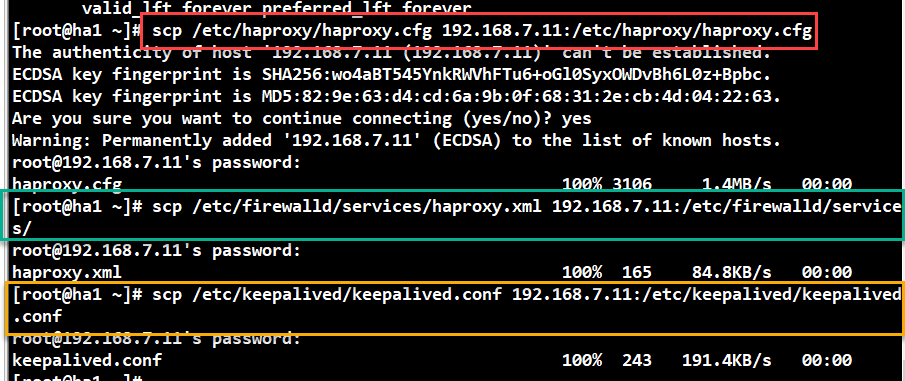 valid_lft forever preferred_lft forever
[root@ha1 ~]# scp /etc/haproxy/haproxy.cfg 192.168.7.11:/etc/haproxy/haproxy.cfg
The authenticity of host '192.168.7.11 (192.168.7.11)' can't be established.
ECDSA key fingerprint is SHA256:wo4aBT545YnkRWVhFTu6+oGl0SyxOWDvBh6L0z+Bpbc.
ECDSA key fingerprint is MD5:82:9e:63:d4:cd:6a:9b:0f:68:31:2e:cb:4d:04:22:63.
Are you sure you want to continue connecting (yes/no)? yes
Warning: Permanently added '192.168.7.11' (ECDSA) to the list of known hosts.
root@192.168.7.11's password:
haproxy.cfg 100% 3106 1.4MB/s 00:00
[root@ha1 ~]# scp /etc/firewalld/services/haproxy.xml 192.168.7.11:/etc/firewalld/service
s/
root@192.168.7.11's password:
haproxy.xml 100% 165 84.8KB/s 00:00
[root@ha1 ~]# scp /etc/keepalived/keepalived.conf 192.168.7.11:/etc/keepalived/keepalived
.conf
root@192.168.7.11's password:
keepalived.conf 100% 243 191.4KB/s 00:00
[root@ha1 ~]#